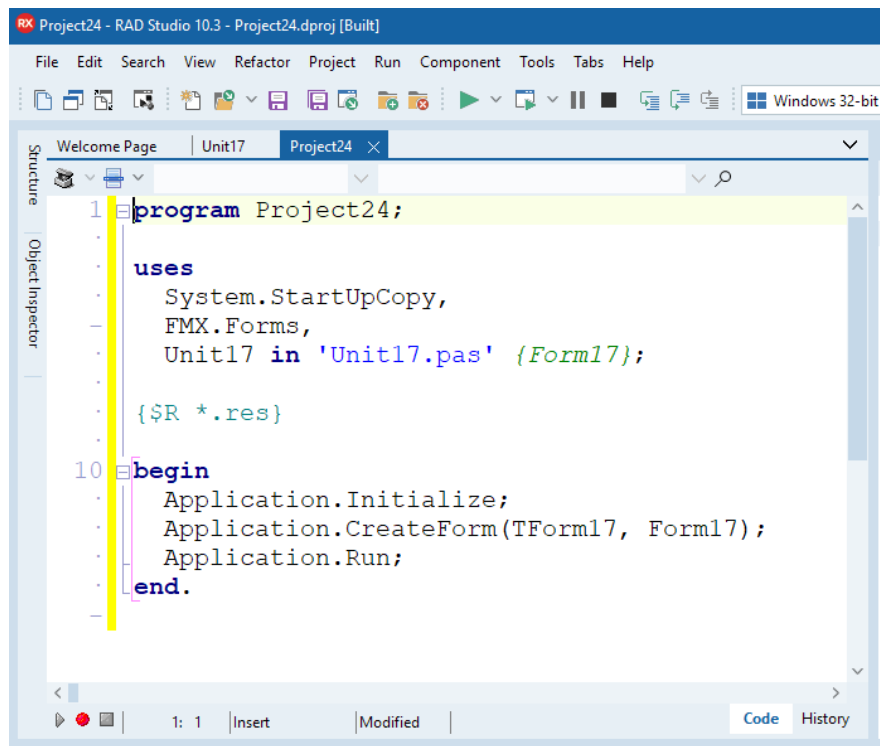 RX Project24 - RAD Studio 10.3 - Project24.dproj [Built]
File Edit Search View Refactor Project Run Component Tools Tabs Help
Windows 32-bit
Structure
Object Inspector
Welcome Page Unit17 Project24
1 program Project24;
uses
System.StartUpCopy,
FMX.Forms,
Unit17 in 'Unit17.pas' {Form17};
{$R *.res}
10 begin
Application.Initialize;
Application.CreateForm(TForm17, Form17);
Application.Run;
end.
1: 1 Insert Modified Code History